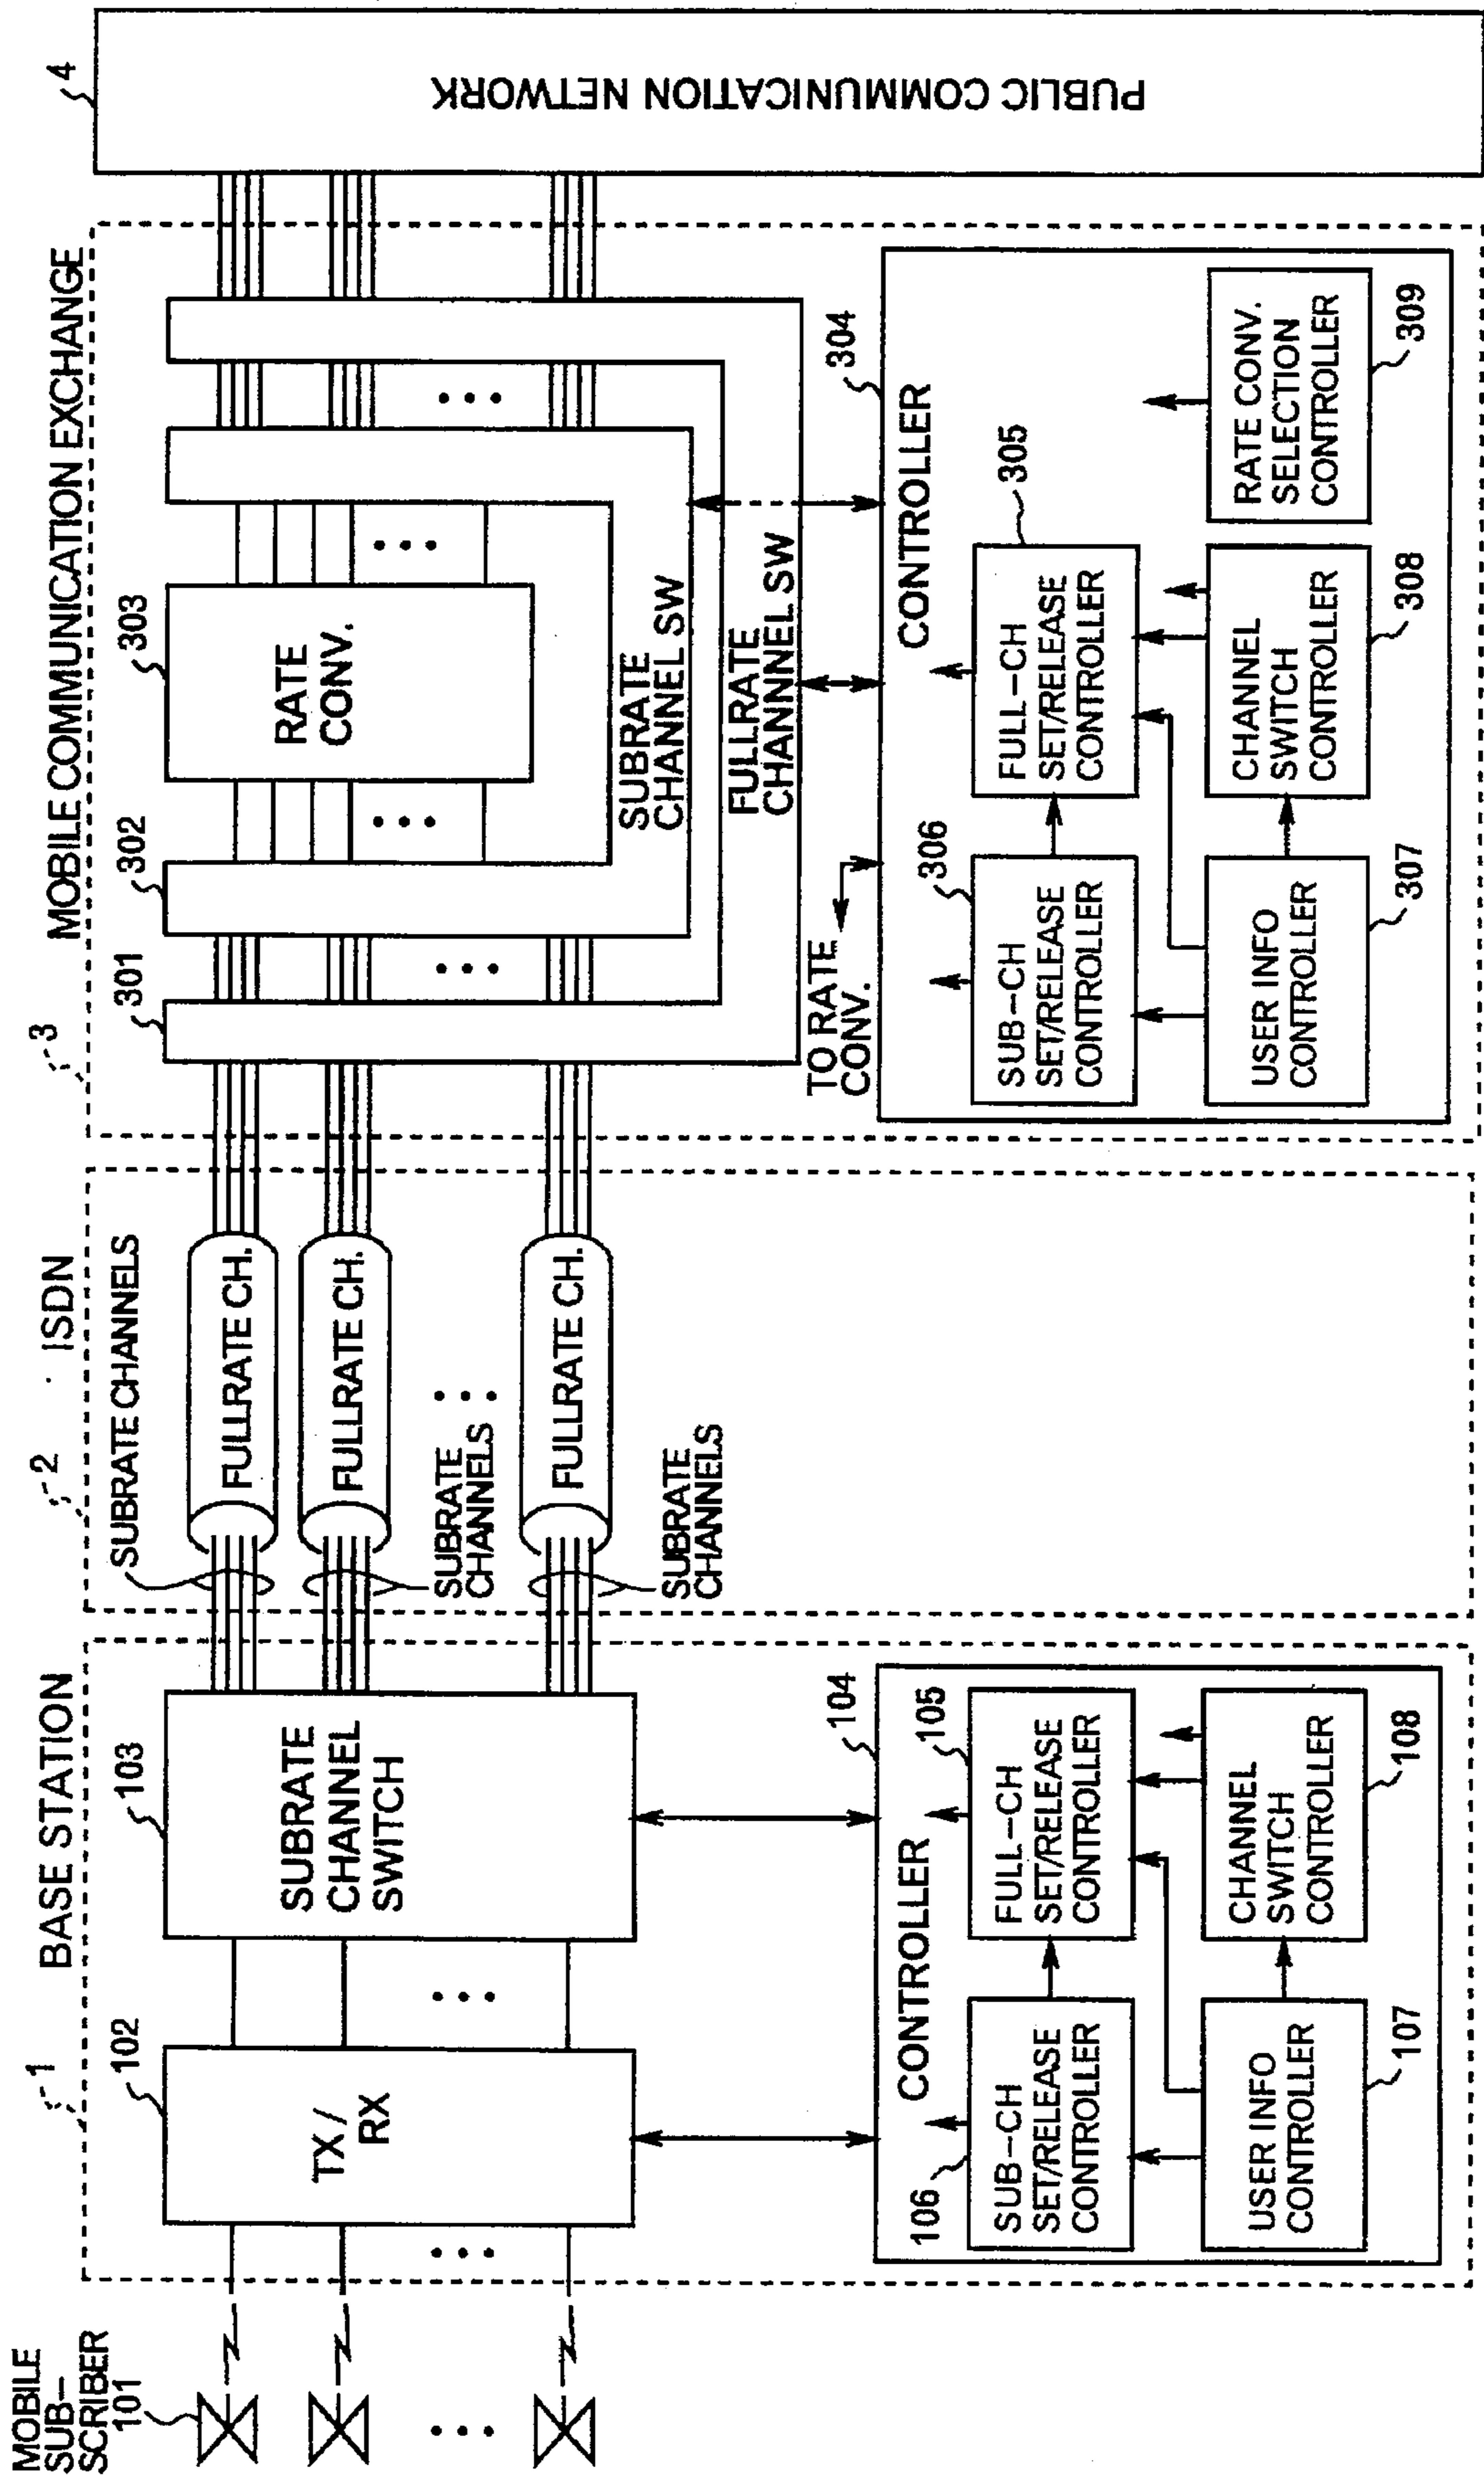 MOBILE
SUB-
SCRIBER
101
1
BASE STATION
102
TX /
RX
103
SUBRATE
CHANNEL
SWITCH
104
CONTROLLER
106
SUB-CH
SET/RELEASE
CONTROLLER
105
FULL-CH
SET/RELEASE
CONTROLLER
USER INFO
CONTROLLER
107
CHANNEL
SWITCH
CONTROLLER
108
2
ISDN
SUBRATE CHANNELS
FULLRATE CH.
FULLRATE CH.
SUBRATE
CHANNELS
FULLRATE CH.
SUBRATE
CHANNELS
3
MOBILE COMMUNICATION EXCHANGE
301
302
303
RATE
CONV.
SUBRATE
CHANNEL SW
FULLRATE
CHANNEL SW
TO RATE
CONV.
304
CONTROLLER
306
SUB-CH
SET/RELEASE
CONTROLLER
305
FULL-CH
SET/RELEASE
CONTROLLER
USER INFO
CONTROLLER
307
CHANNEL
SWITCH
CONTROLLER
308
RATE CONV.
SELECTION
CONTROLLER
309
4
PUBLIC COMMUNICATION NETWORK